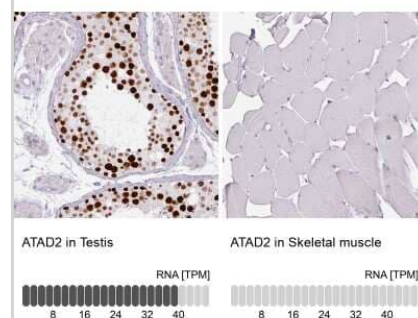 ATAD2 in Testis
RNA [TPM]
8 16 24 32 40
ATAD2 in Skeletal muscle
RNA [TPM]
8 16 24 32 40